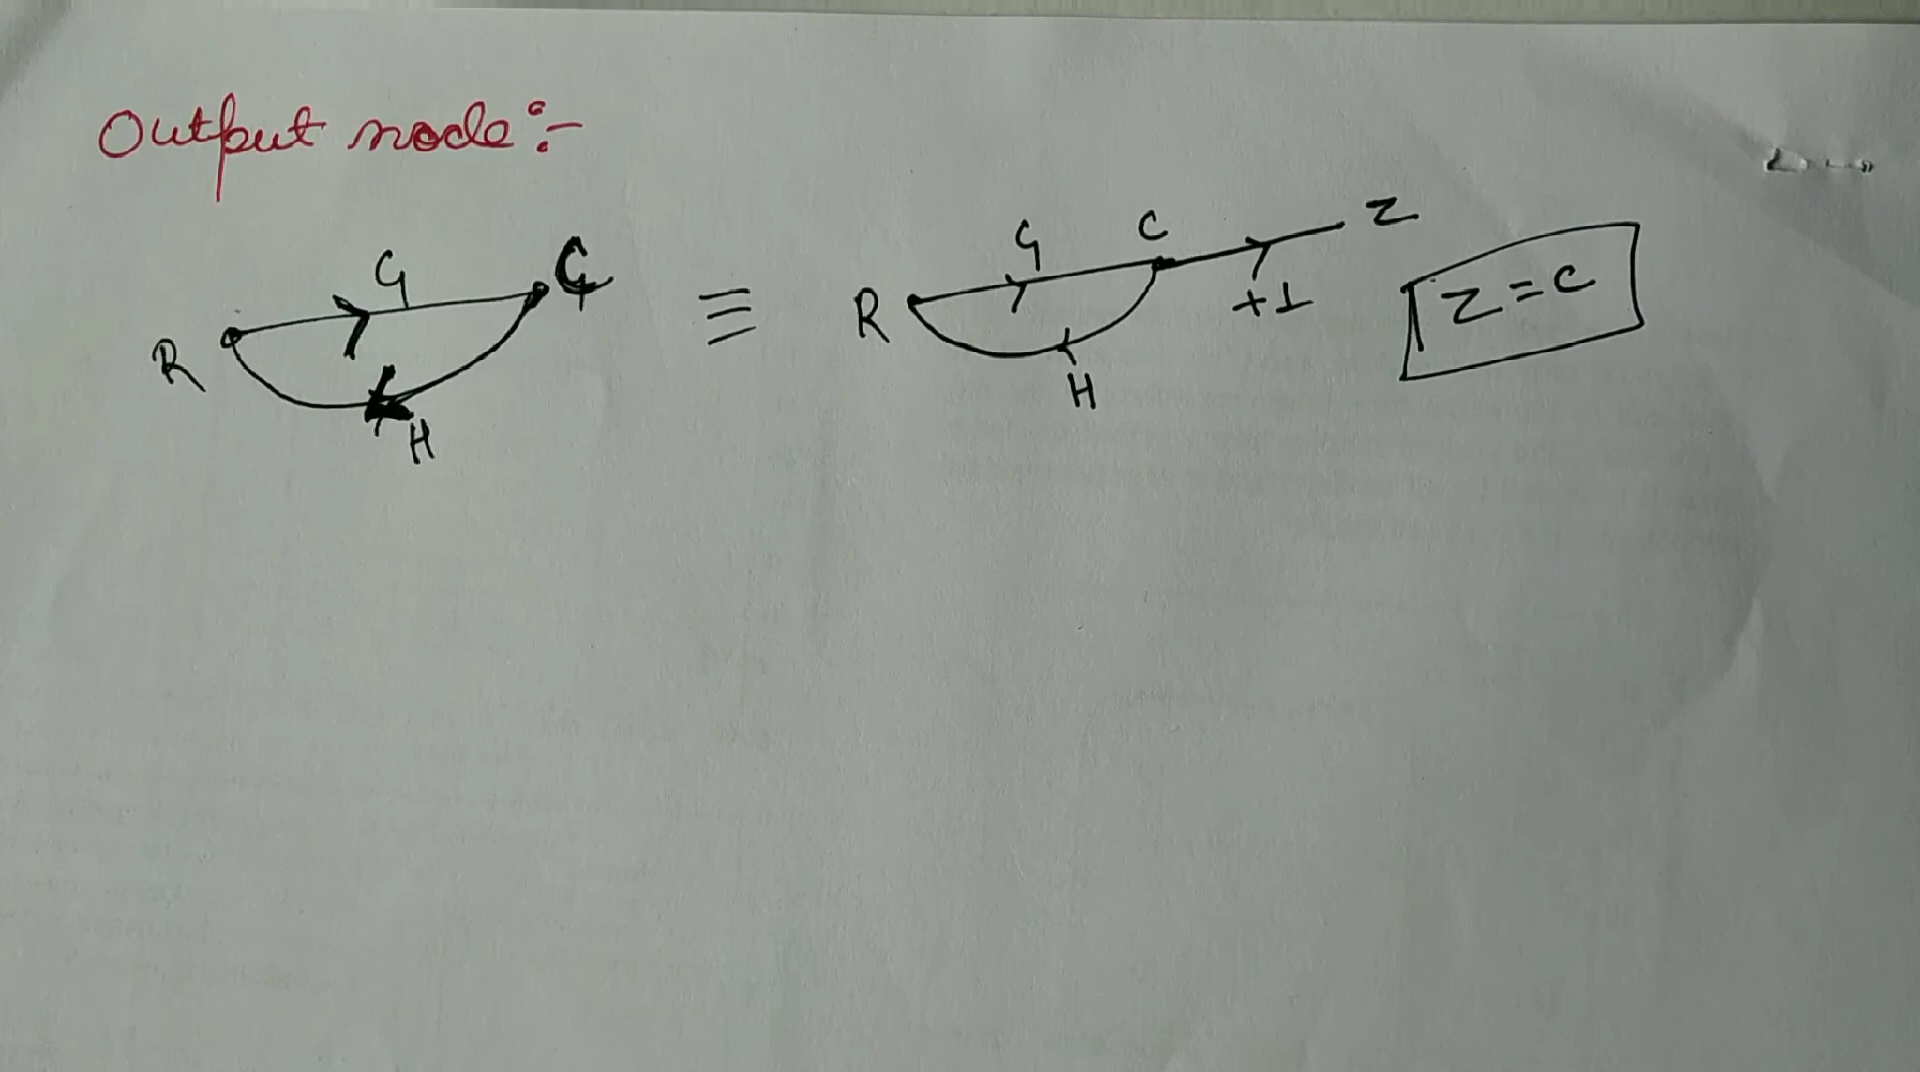 Output node :-
G C
R
H
≡
G C Z
R
+1
H
Z = C